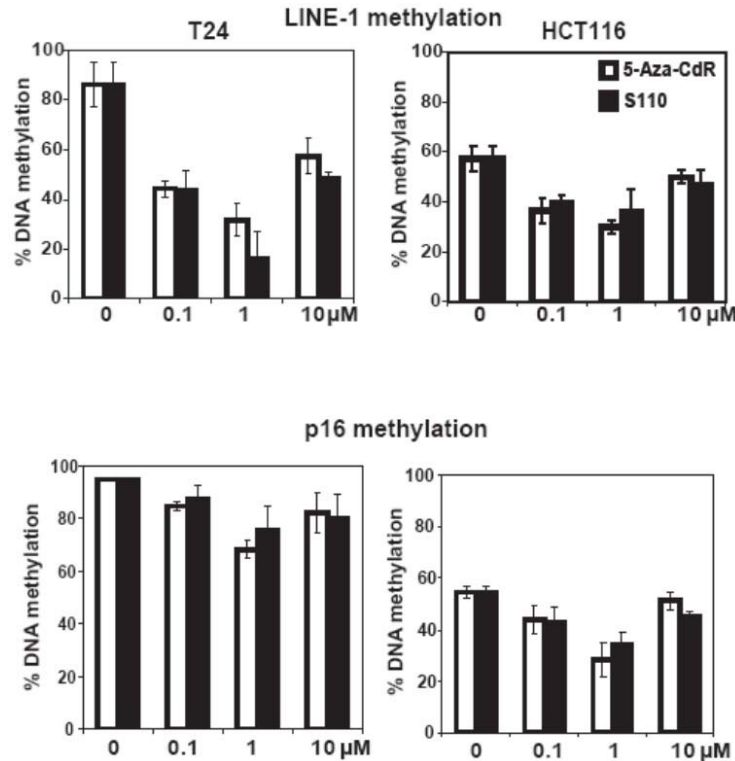 LINE-1 methylation
T24
HCT116
% DNA methylation
100
80
60
40
20
0
0 0.1 1 10 µM
% DNA methylation
100
80
60
40
20
0
5-Aza-CdR
S110
0 0.1 1 10 µM
p16 methylation
% DNA methylation
100
80
60
40
20
0
0 0.1 1 10 µM
% DNA methylation
100
80
60
40
20
0
0 0.1 1 10 µM